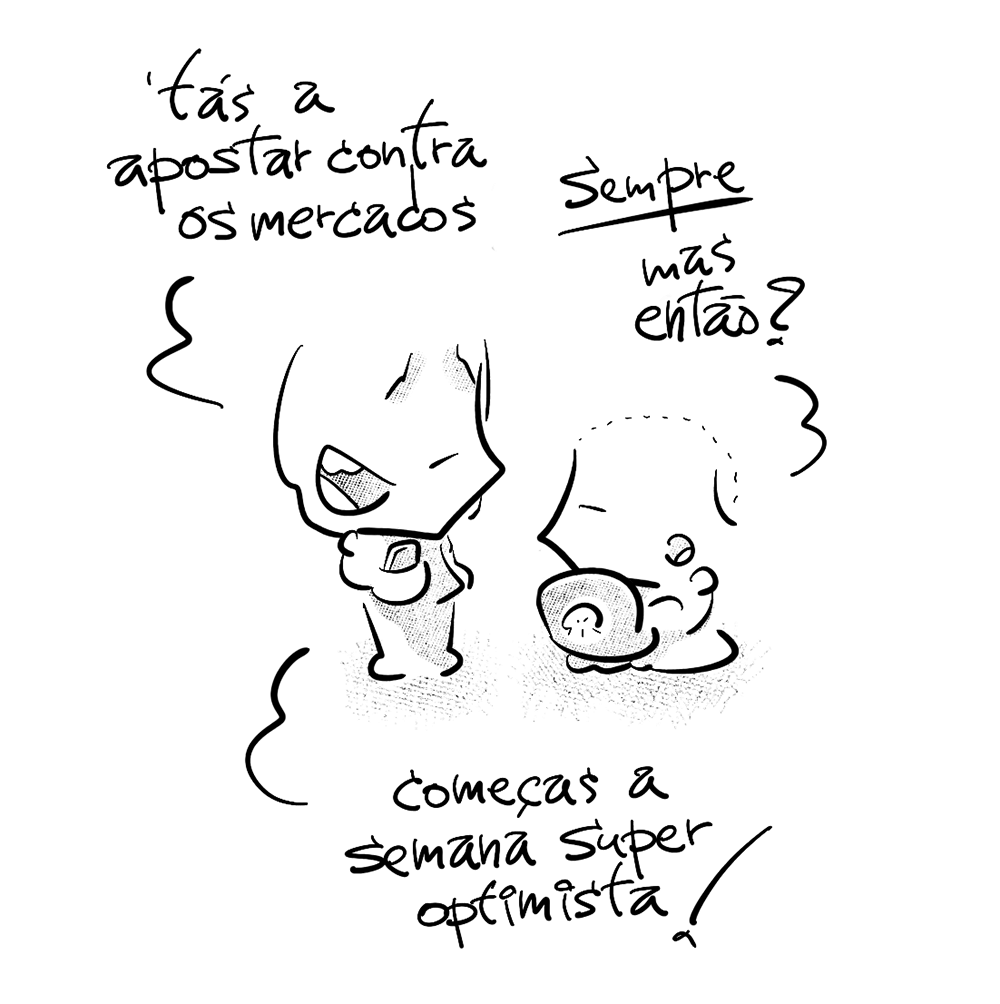 'tás a
apostar contra
os mercados
sempre
mas
então?
começas a
semana super
optimista!